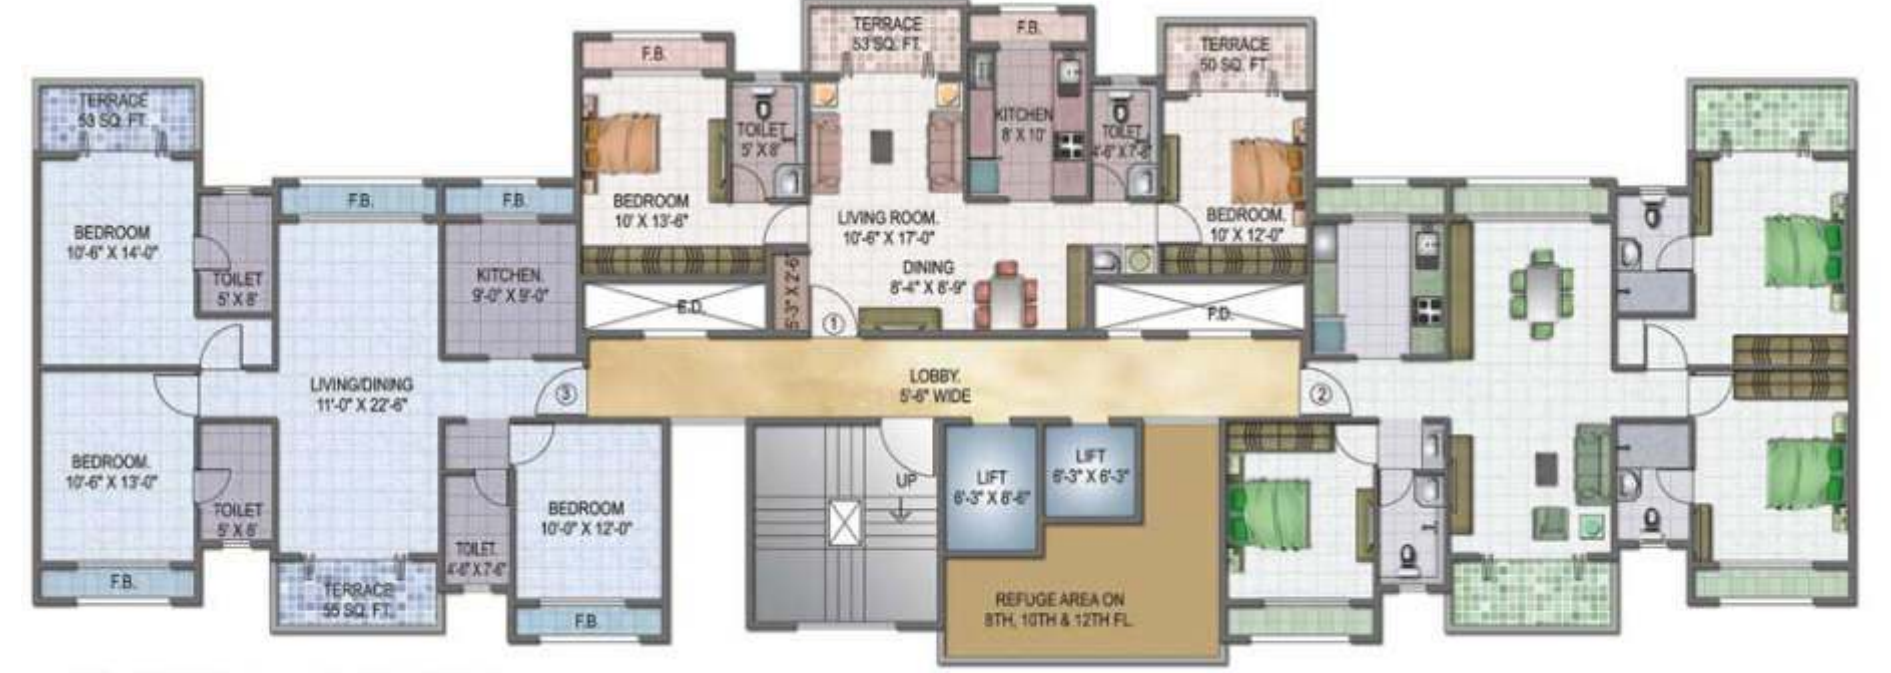 TERRACE
53 SQ. FT.
BEDROOM
10'-6" X 14'-0"
TOILET
5' X 8'
BEDROOM.
10'-6" X 13'-0"
F.B.
TOILET
5' X 8'
F.B.
LIVING/DINING
11'-0" X 22'-6"
TERRACE
55 SQ. FT.
F.B.
KITCHEN.
9'-0" X 9'-0"
3
TOILET.
4'-6" X 7'-6"
BEDROOM
10'-0" X 12'-0"
F.B.
F.B.
BEDROOM
10' X 13'-6"
TOILET
5' X 8'
TERRACE
53 SQ. FT.
LIVING ROOM.
10'-6" X 17'-0"
DINING
8'-4" X 8'-9"
5'-3" X 2'-6"
1
F.B.
KITCHEN
8' X 10'
TOILET
4'-6" X 7'-6"
TERRACE
50 SQ. FT.
BEDROOM.
10' X 12'-0"
F.D.
LOBBY.
5'-6" WIDE
2
UP
LIFT
6'-3" X 8'-6"
LIFT
6'-3" X 6'-3"
REFUGE AREA ON
8TH, 10TH & 12TH FL.